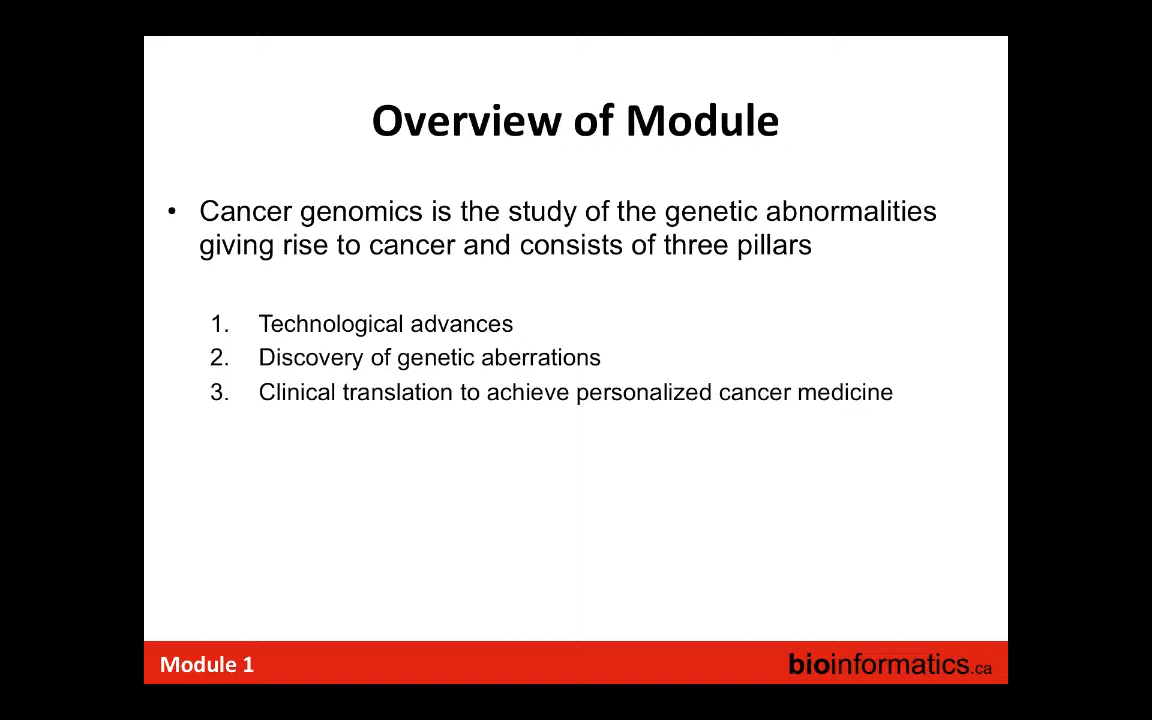 Overview of Module
• Cancer genomics is the study of the genetic abnormalities
giving rise to cancer and consists of three pillars
1. Technological advances
2. Discovery of genetic aberrations
3. Clinical translation to achieve personalized cancer medicine
Module 1
bioinformatics.ca